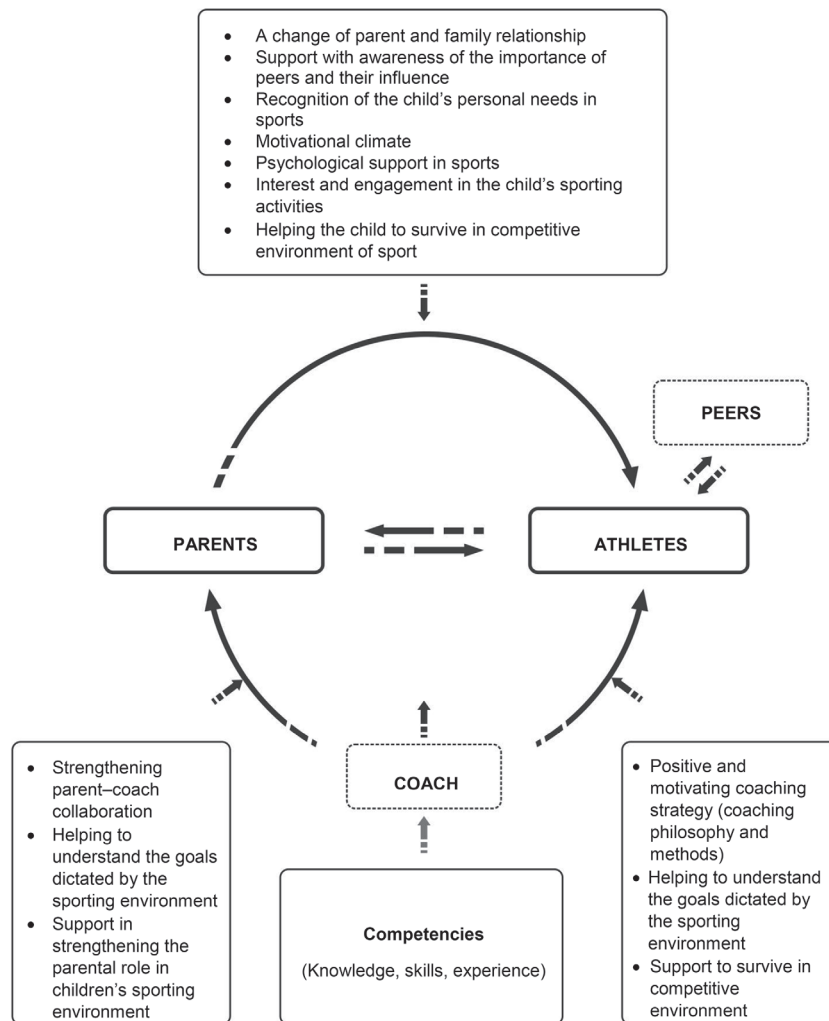 • A change of parent and family relationship
• Support with awareness of the importance of
peers and their influence
• Recognition of the child's personal needs in
sports
• Motivational climate
• Psychological support in sports
• Interest and engagement in the child's sporting
activities
• Helping the child to survive in competitive
environment of sport
PEERS
PARENTS
ATHLETES
COACH
• Strengthening
parent–coach
collaboration
• Helping to
understand the goals
dictated by the
sporting environment
• Support in
strengthening the
parental role in
children's sporting
environment
Competencies
(Knowledge, skills, experience)
• Positive and
motivating coaching
strategy (coaching
philosophy and
methods)
• Helping to understand
the goals dictated by
the sporting
environment
• Support to survive in
competitive
environment